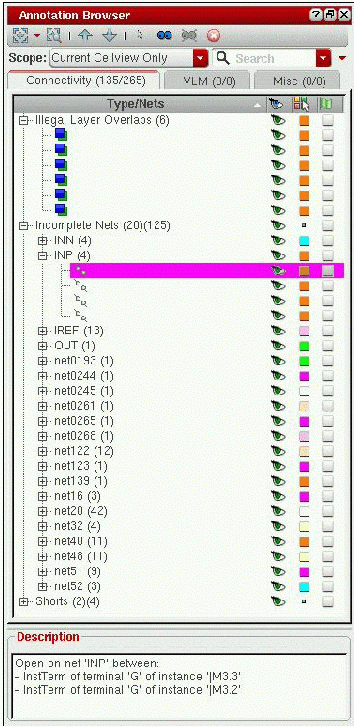 Annotation Browser
Scope: Current Cellview Only Search
Connectivity (135/265) VLM (0/0) Misc (0/0)
Type/Nets
Illegal Layer Overlaps (6)
Incomplete Nets (20)(125)
INN (4)
INP (4)
IREF (13)
OUT (1)
net0193 (1)
net0244 (1)
net0245 (1)
net0261 (1)
net0265 (1)
net0266 (1)
net122 (12)
net123 (1)
net139 (1)
net16 (3)
net20 (42)
net32 (4)
net40 (11)
net48 (11)
net5 (9)
net52 (3)
Shorts (2)(4)
Description
Open on net 'INP' between:
- InstTerm of terminal 'G' of instance '|M3.3'
- InstTerm of terminal 'G' of instance '|M3.2'